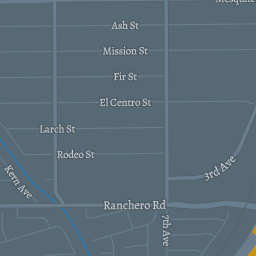 Mesquite
Ash St
Mission St
Fir St
El Centro St
Larch St
Rodeo St
3rd Ave
Kern Ave
Ranchero Rd
7th Ave